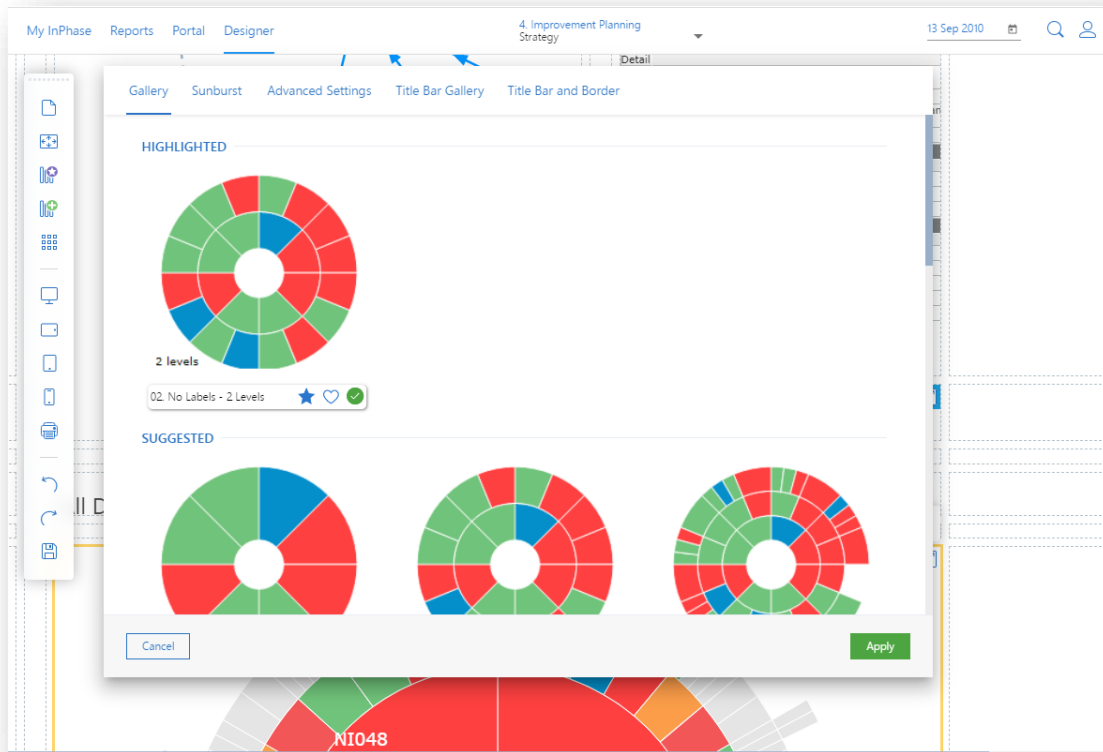 My InPhase Reports Portal Designer
4. Improvement Planning
Strategy
13 Sep 2010
Detail
Gallery Sunburst Advanced Settings Title Bar Gallery Title Bar and Border
HIGHLIGHTED
2 levels
02. No Labels - 2 Levels
SUGGESTED
ll D
Cancel Apply
NI048